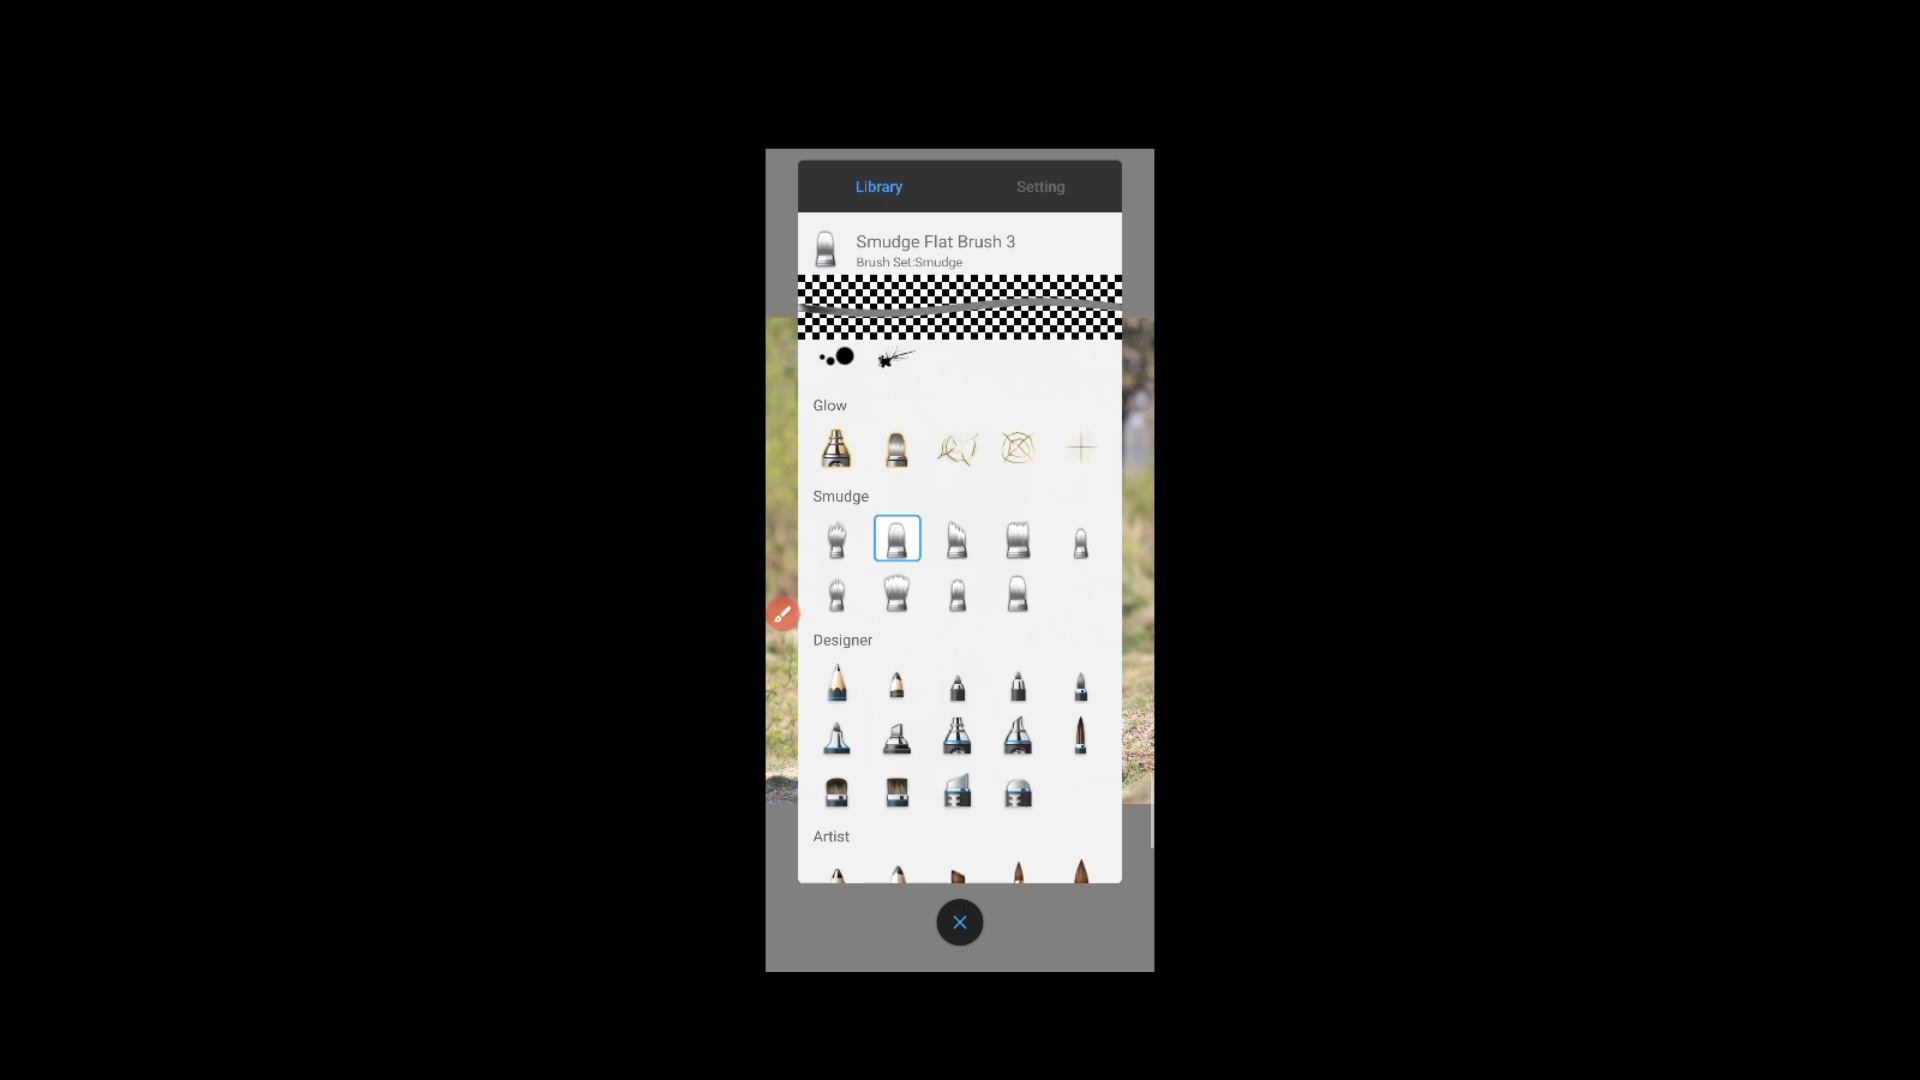 Library
Setting
Smudge Flat Brush 3
Brush Set:Smudge
Glow
Smudge
Designer
Artist